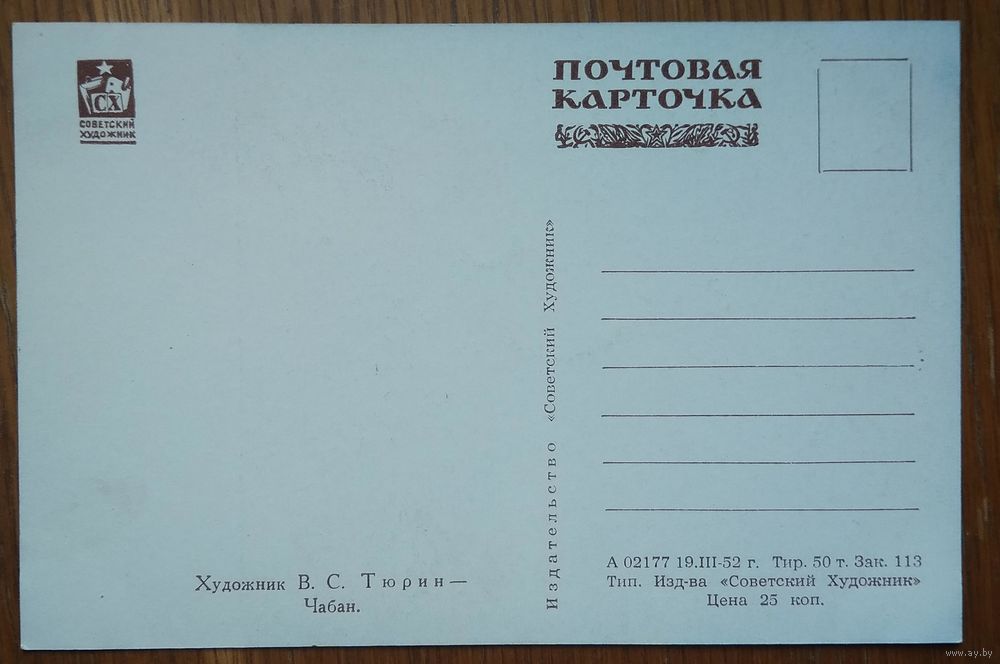 СХ
СОВЕТСКИЙ
ХУДОЖНИК
ПОЧТОВАЯ
КАРТОЧКА
Издательство «Советский Художник»
Художник В. С. Тюрин —
Чабан.
А 02177 19.III-52 г. Тир. 50 т. Зак. 113
Тип. Изд-ва «Советский Художник»
Цена 25 коп.
www.ay.by